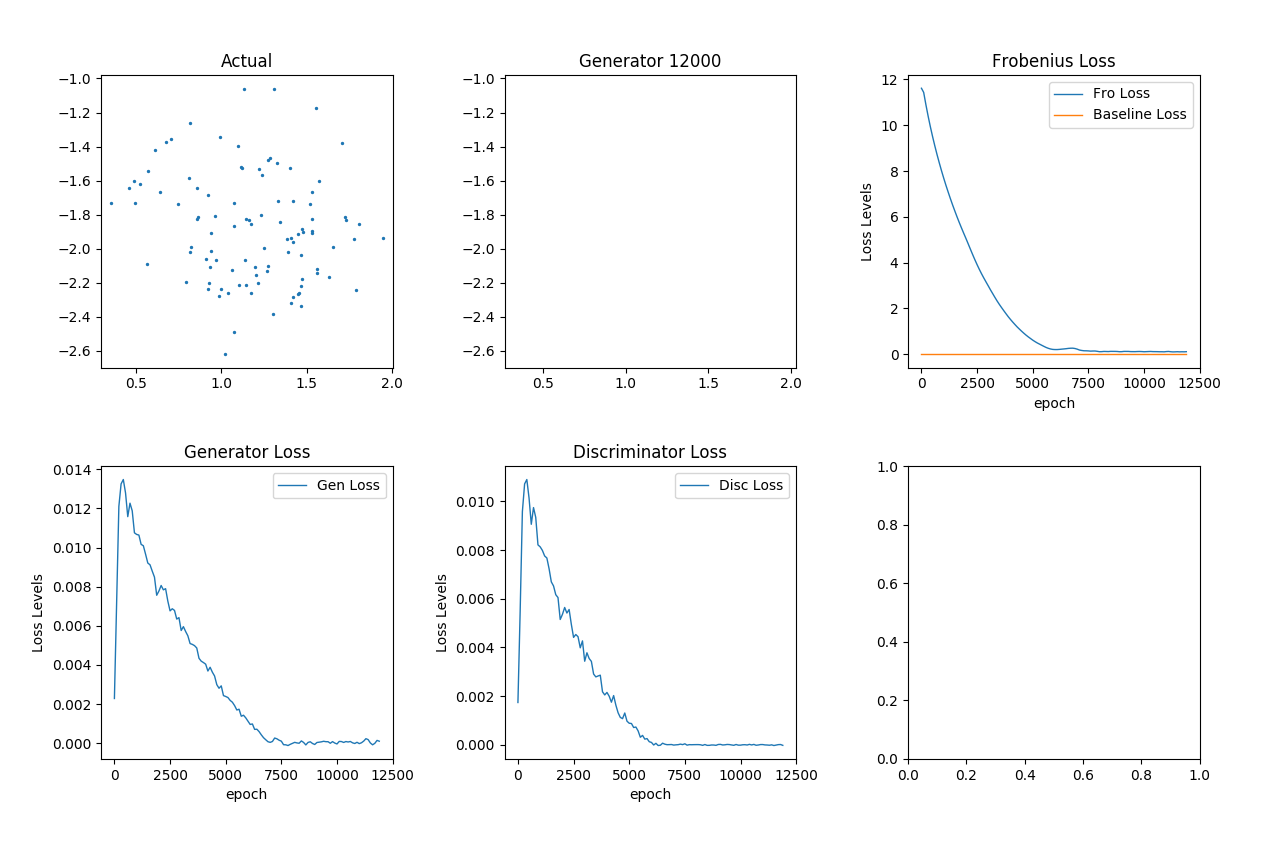 Actual
−1.0
−1.2
−1.4
−1.6
−1.8
−2.0
−2.2
−2.4
−2.6
0.5 1.0 1.5 2.0
Generator 12000
−1.0
−1.2
−1.4
−1.6
−1.8
−2.0
−2.2
−2.4
−2.6
0.5 1.0 1.5 2.0
Frobenius Loss
Fro Loss
Baseline Loss
Loss Levels
12
10
8
6
4
2
0
0 2500 5000 7500 10000 12500
epoch
Generator Loss
Gen Loss
Loss Levels
0.014
0.012
0.010
0.008
0.006
0.004
0.002
0.000
0 2500 5000 7500 10000 12500
epoch
Discriminator Loss
Disc Loss
Loss Levels
0.010
0.008
0.006
0.004
0.002
0.000
0 2500 5000 7500 10000 12500
epoch
1.0
0.8
0.6
0.4
0.2
0.0
0.0 0.2 0.4 0.6 0.8 1.0